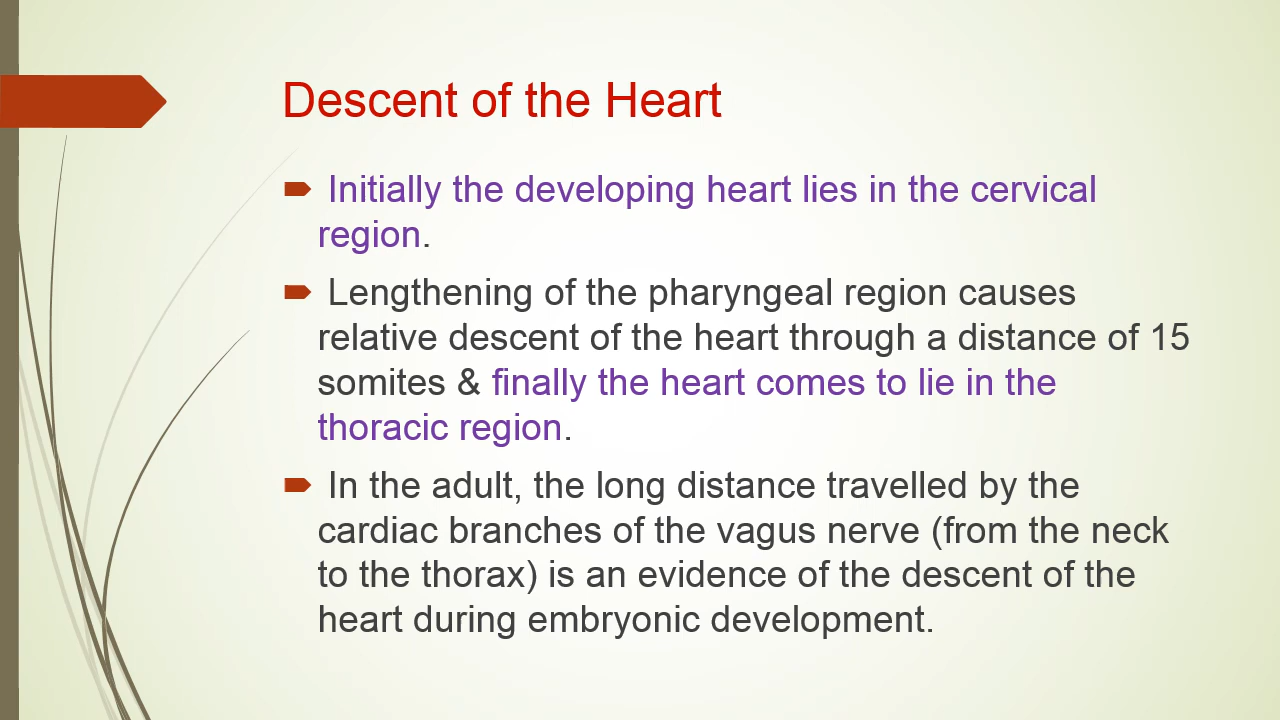 Descent of the Heart
Initially the developing heart lies in the cervical
region.
Lengthening of the pharyngeal region causes
relative descent of the heart through a distance of 15
somites & finally the heart comes to lie in the
thoracic region.
In the adult, the long distance travelled by the
cardiac branches of the vagus nerve (from the neck
to the thorax) is an evidence of the descent of the
heart during embryonic development.